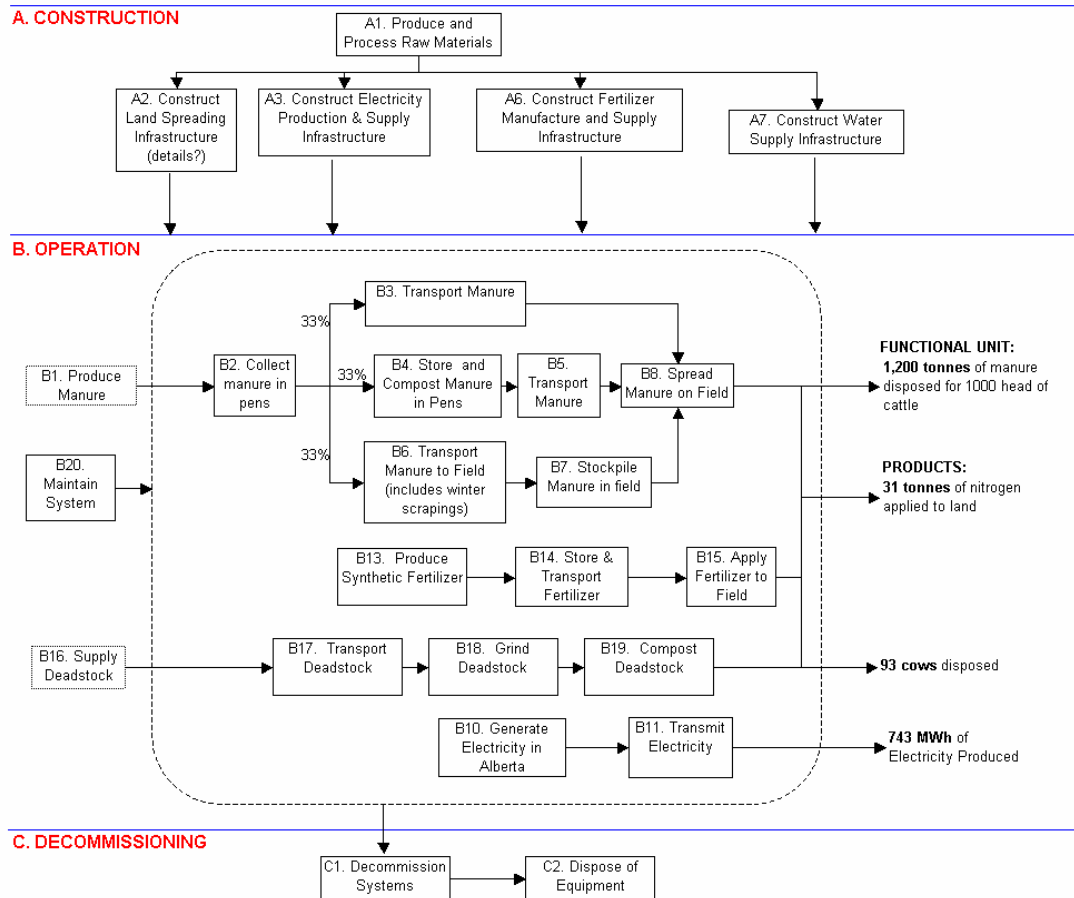 A. CONSTRUCTION
A1. Produce and
Process Raw Materials
A2. Construct
Land Spreading
Infrastructure
(details?)
A3. Construct Electricity
Production & Supply
Infrastructure
A6. Construct Fertilizer
Manufacture and Supply
Infrastructure
A7. Construct Water
Supply Infrastructure
B. OPERATION
B3. Transport Manure
33%
B1. Produce
Manure
B2. Collect
manure in
pens
33%
B4. Store and
Compost Manure
in Pens
B5.
Transport
Manure
B8. Spread
Manure on Field
FUNCTIONAL UNIT:
1,200 tonnes of manure
disposed for 1000 head of
cattle
33%
B6. Transport
Manure to Field
(includes winter
scrapings)
B7. Stockpile
Manure in field
B20.
Maintain
System
PRODUCTS:
31 tonnes of nitrogen
applied to land
B13. Produce
Synthetic Fertilizer
B14. Store &
Transport
Fertilizer
B15. Apply
Fertilizer to
Field
B16. Supply
Deadstock
B17. Transport
Deadstock
B18. Grind
Deadstock
B19. Compost
Deadstock
93 cows disposed
B10. Generate
Electricity in
Alberta
B11. Transmit
Electricity
743 MWh of
Electricity Produced
C. DECOMMISSIONING
C1. Decommission
Systems
C2. Dispose of
Equipment